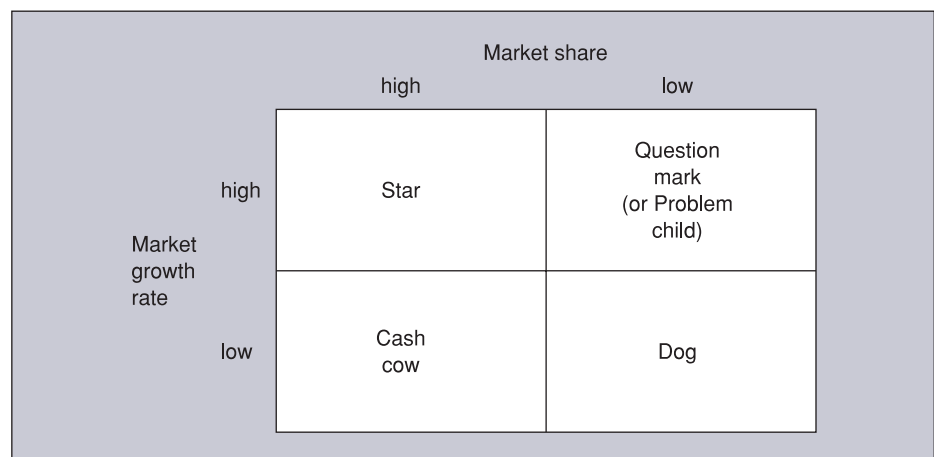 Market share
high low
Question
mark
(or Problem
child)
high
Star
Market
growth
rate
Cash
cow
low
Dog